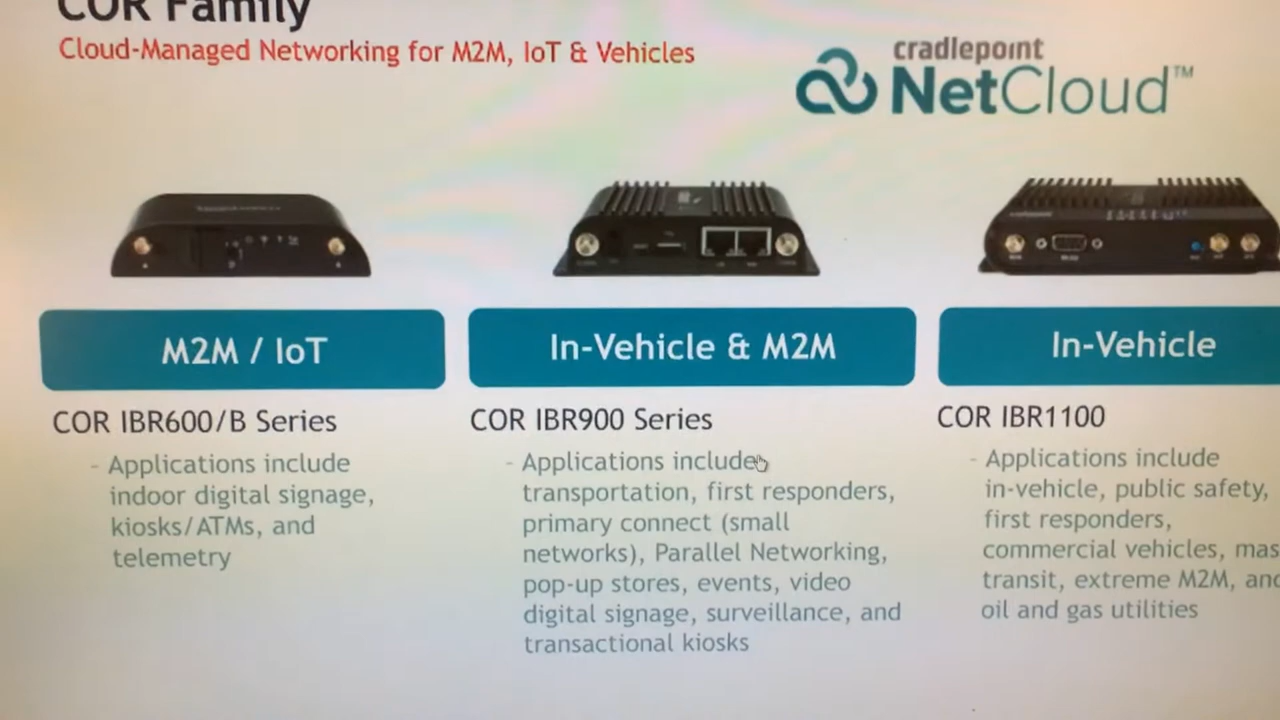 COR Family
Cloud-Managed Networking for M2M, IoT & Vehicles
cradlepoint
NetCloud™
M2M / IoT
In-Vehicle & M2M
In-Vehicle
COR IBR600/B Series
- Applications include
indoor digital signage,
kiosks/ATMs, and
telemetry
COR IBR900 Series
- Applications include
transportation, first responders,
primary connect (small
networks), Parallel Networking,
pop-up stores, events, video
digital signage, surveillance, and
transactional kiosks
COR IBR1100
- Applications include
in-vehicle, public safety,
first responders,
commercial vehicles, mas
transit, extreme M2M, and
oil and gas utilities